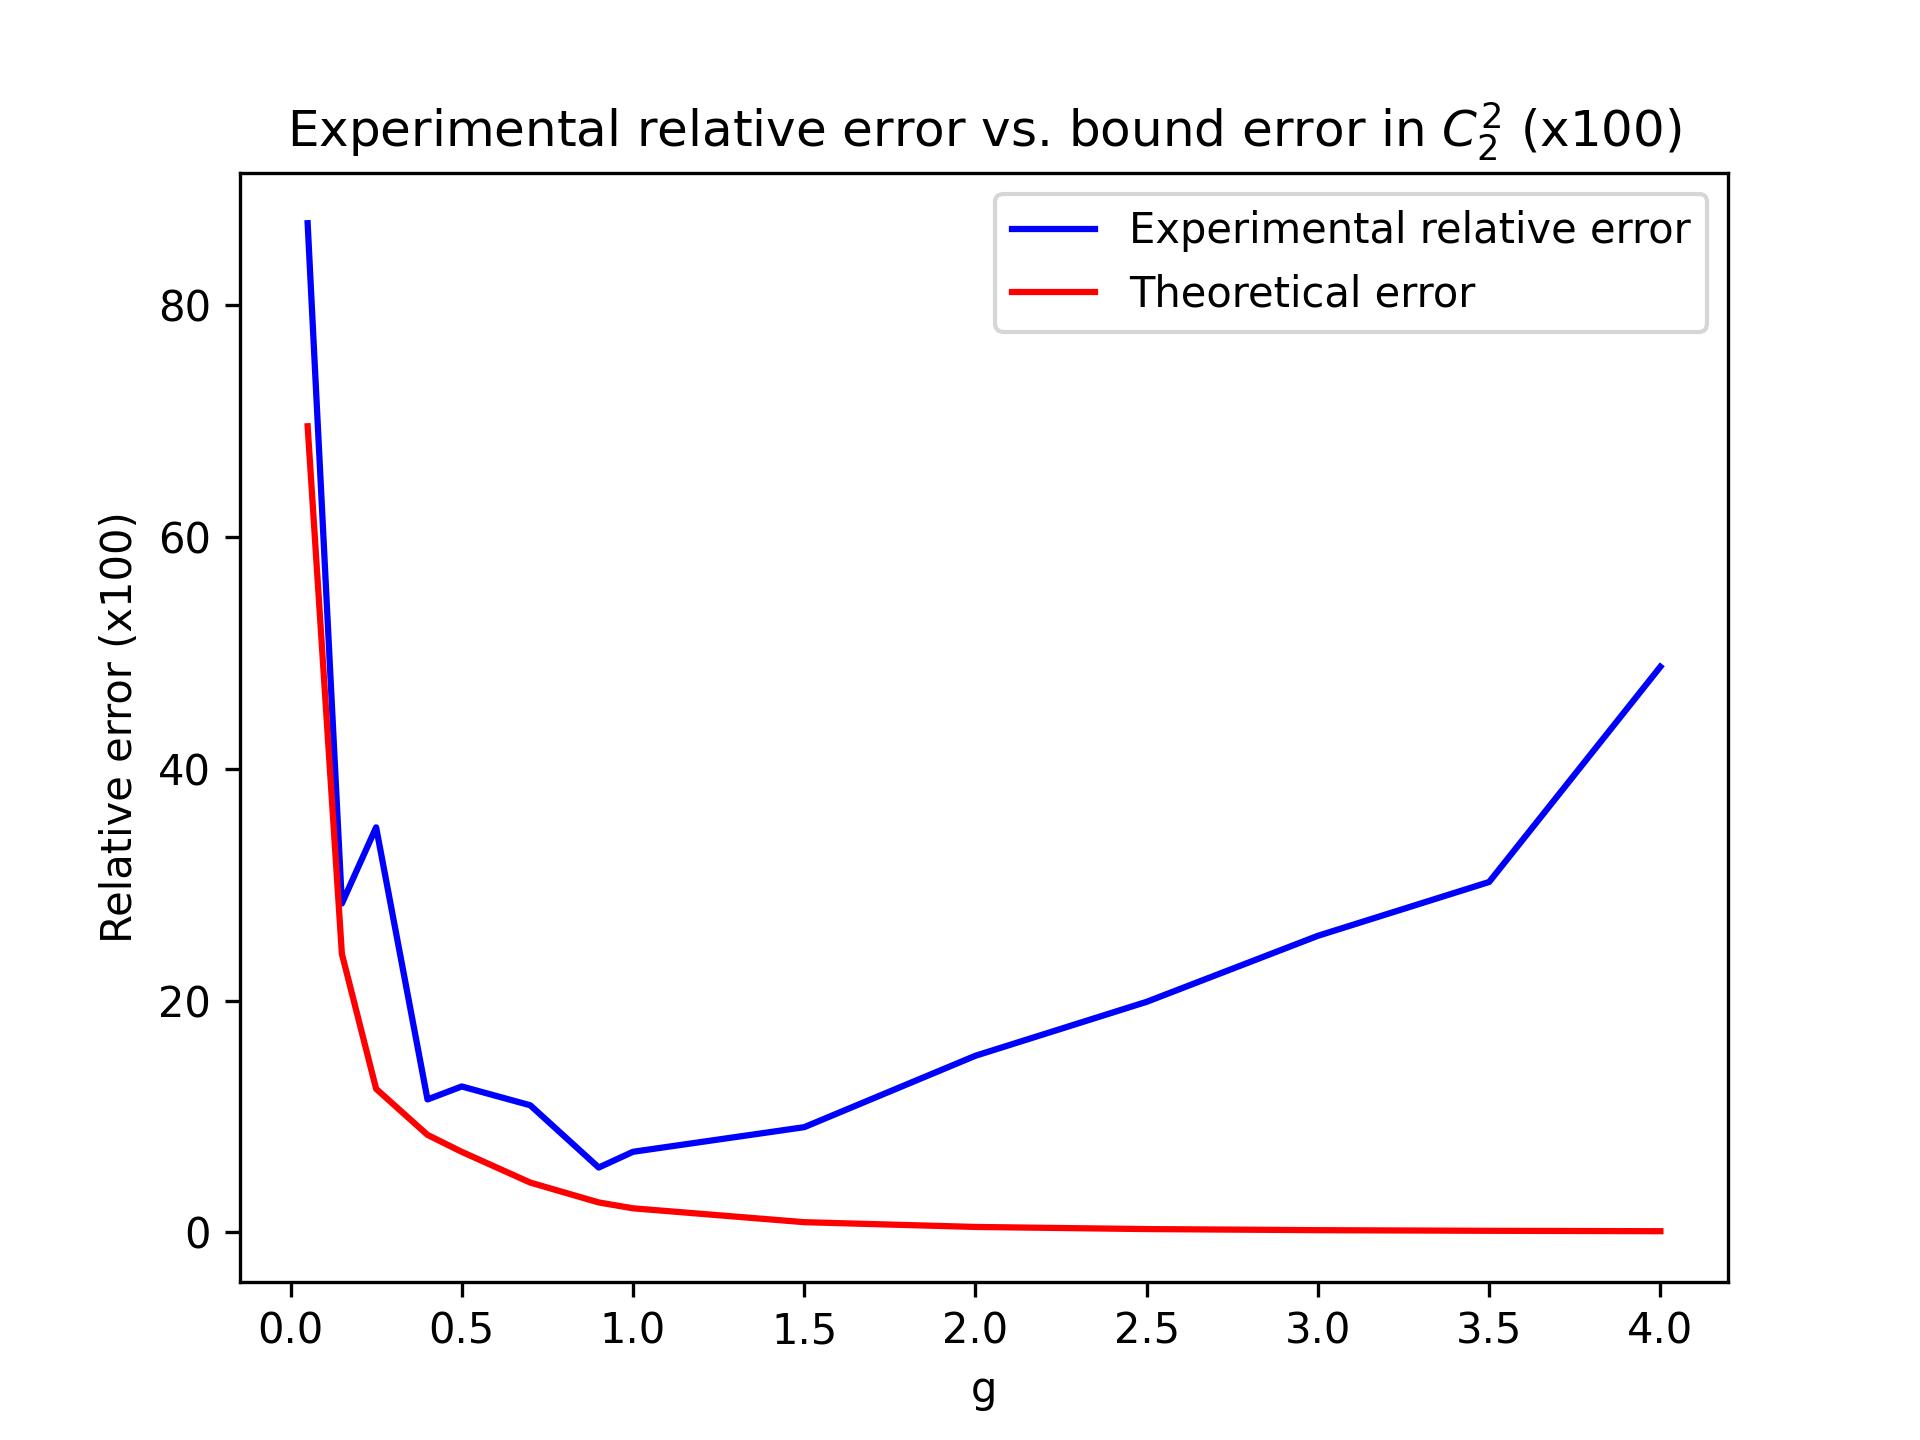 Experimental relative error vs. bound error in $C_2^2$ (x100)
Experimental relative error
Theoretical error
Relative error (x100)
80
60
40
20
0
0.0 0.5 1.0 1.5 2.0 2.5 3.0 3.5 4.0
g